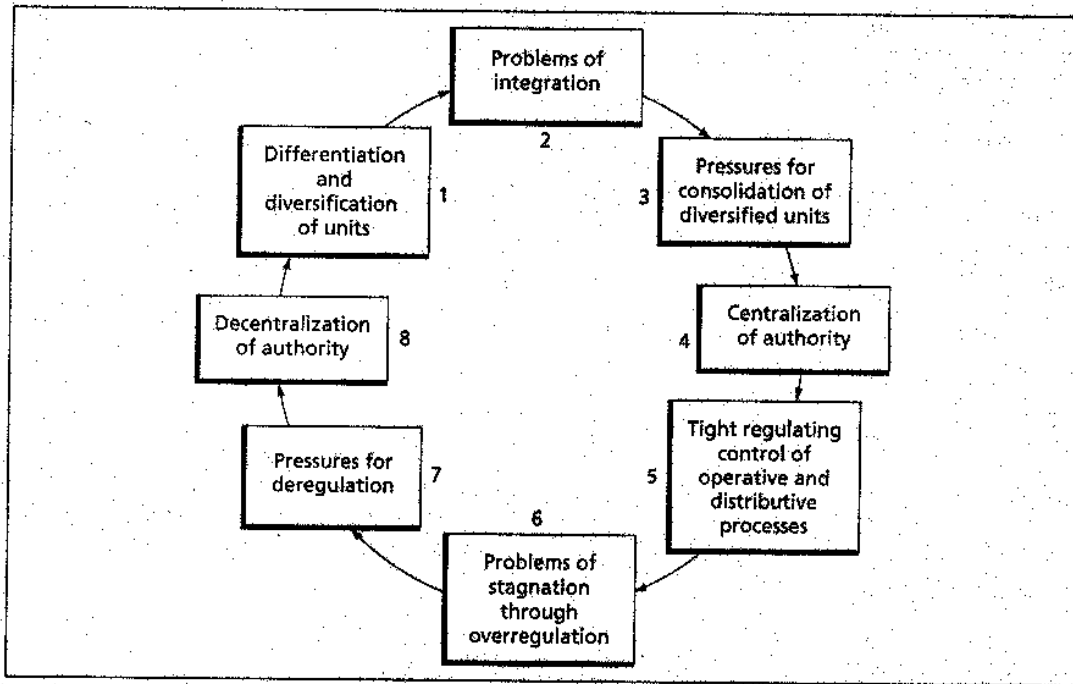 Problems of
integration
2
Differentiation
and
diversification
of units
1
3
Pressures for
consolidation of
diversified units
Decentralization
of authority
8
4
Centralization
of authority
Pressures for
deregulation
7
5
Tight regulating
control of
operative and
distributive
processes
6
Problems of
stagnation
through
overregulation